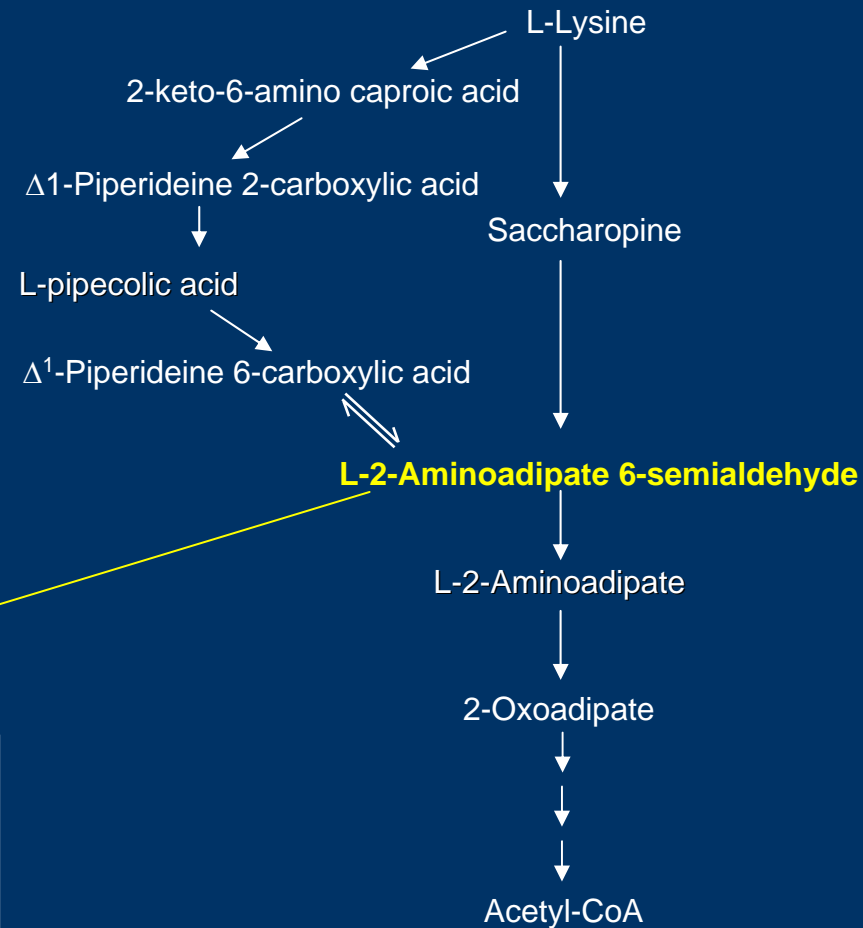 L-Lysine
2-keto-6-amino caproic acid
Δ1-Piperideine 2-carboxylic acid
Saccharopine
L-pipecolic acid
Δ¹-Piperideine 6-carboxylic acid
L-2-Aminoadipate 6-semialdehyde
L-2-Aminoadipate
2-Oxoadipate
Acetyl-CoA